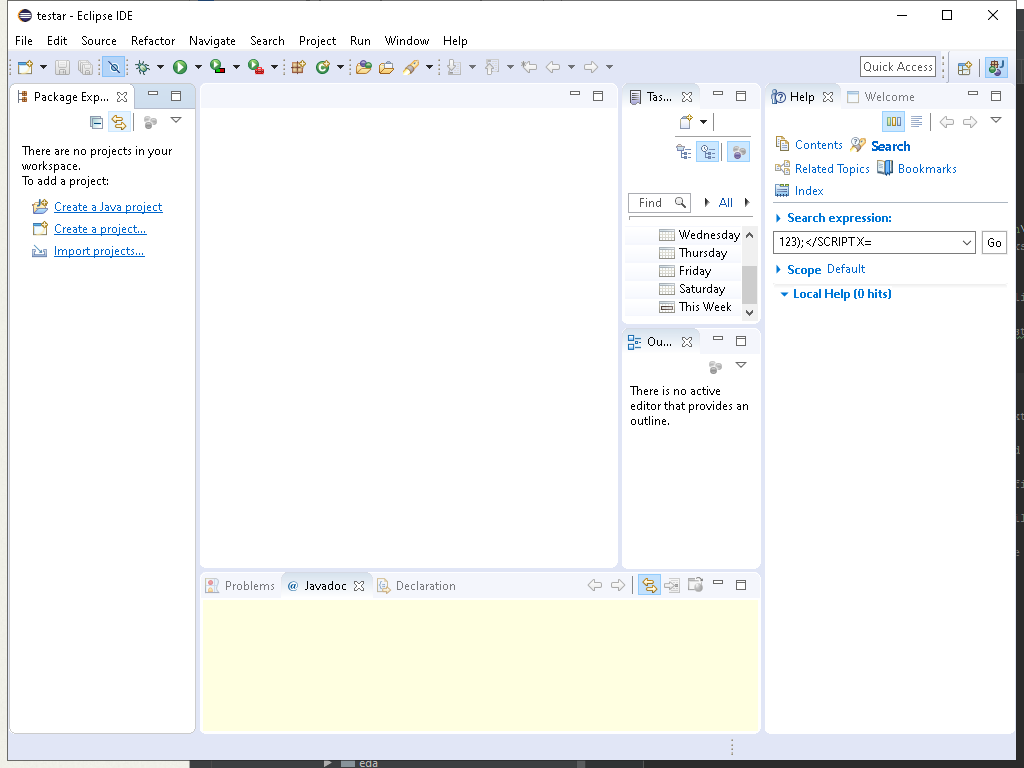 testar - Eclipse IDE
File Edit Source Refactor Navigate Search Project Run Window Help
Quick Access
Package Exp...
There are no projects in your
workspace.
To add a project:
Create a Java project
Create a project...
Import projects...
Tas...
Find
All
Wednesday
Thursday
Friday
Saturday
This Week
Ou...
There is no active
editor that provides an
outline.
Help Welcome
Contents Search
Related Topics Bookmarks
Index
Search expression:
123);</SCRIPTX=
Go
Scope Default
Local Help (0 hits)
Problems @ Javadoc Declaration
eda